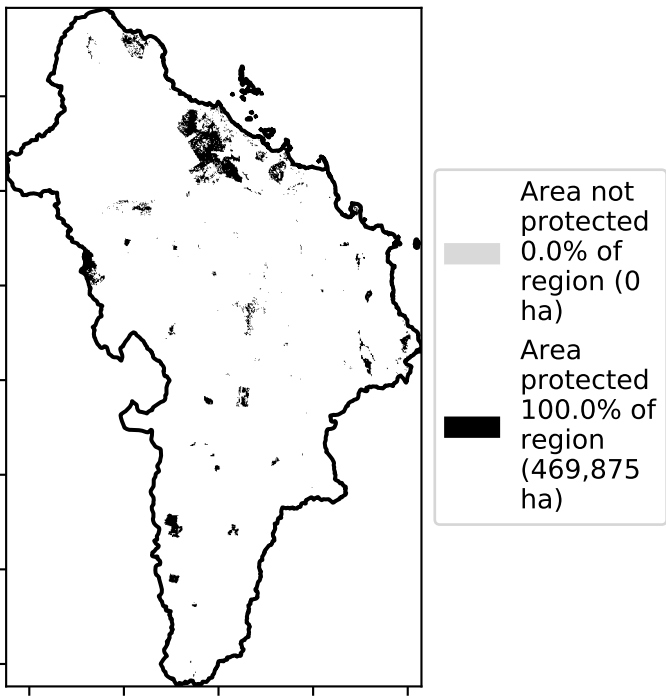 Area not
protected
0.0% of
region (0
ha)
Area
protected
100.0% of
region
(469,875
ha)